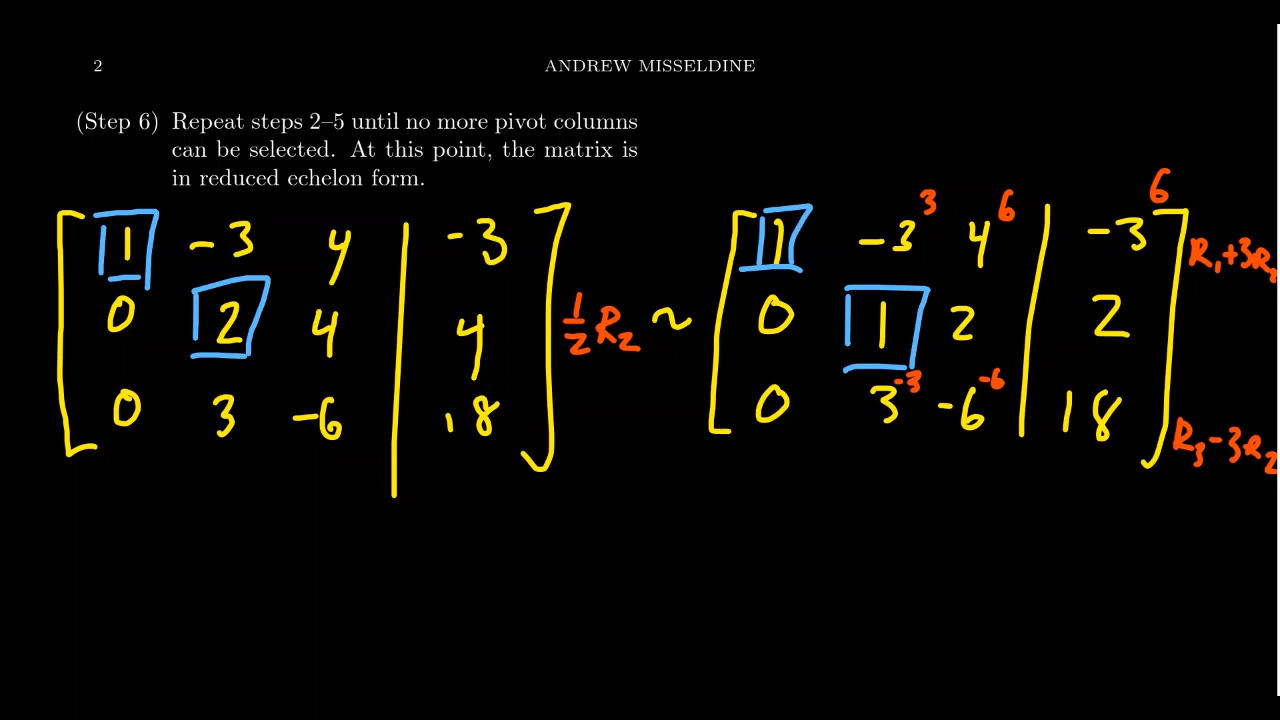 2 ANDREW MISSELDINE
(Step 6) Repeat steps 2–5 until no more pivot columns
can be selected. At this point, the matrix is
in reduced echelon form.
3 6 6
1 -3 4 -3 1 -3 4 -3 R₁+3R₂
0 2 4 4 ½R₂ ~ 0 1 2 2
-3 -6
0 3 -6 18 0 3 -6 18 R₃-3R₂